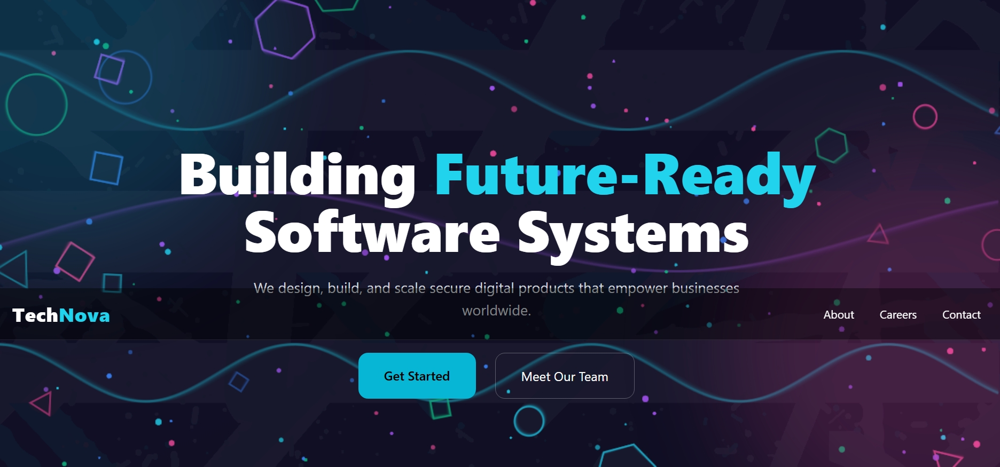 Building Future-Ready
Software Systems
We design, build, and scale secure digital products that empower businesses
worldwide.
TechNova
About Careers Contact
Get Started
Meet Our Team